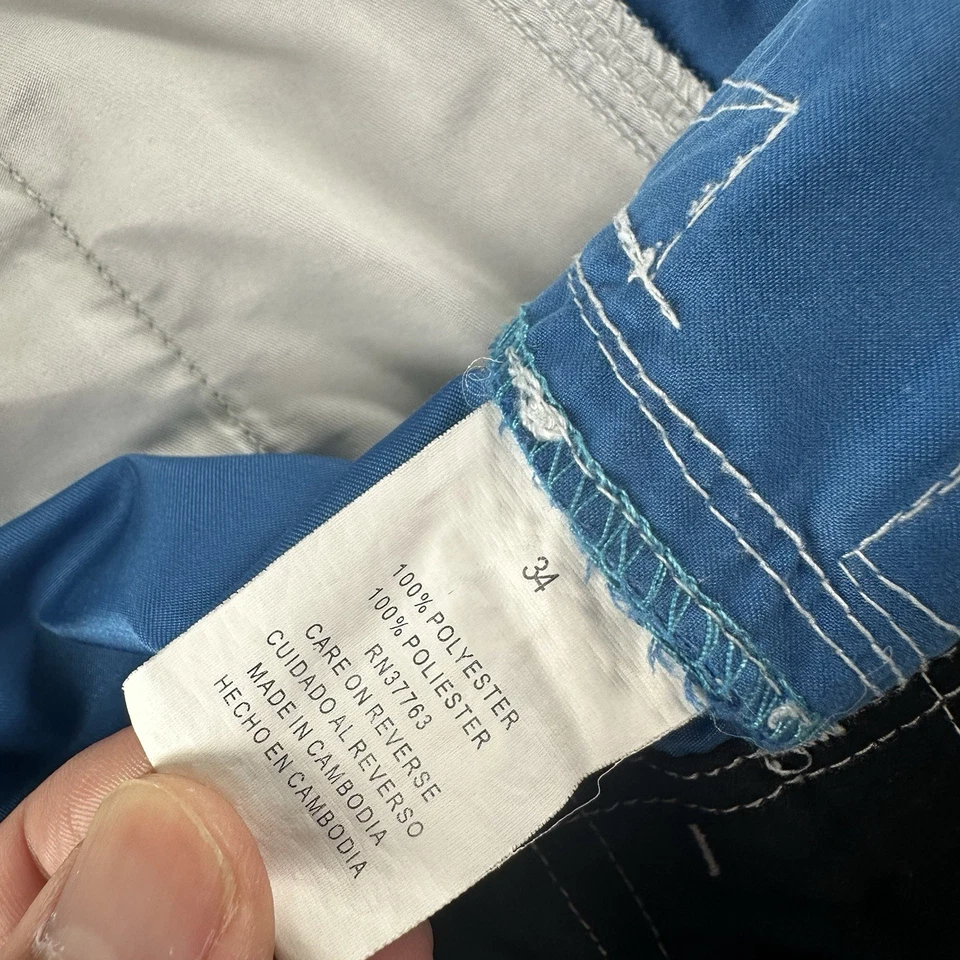 34
100% POLYESTER
100% POLIESTER
RN37763
CARE ON REVERSE
CUIDADO AL REVERSO
MADE IN CAMBODIA
HECHO EN CAMBODIA